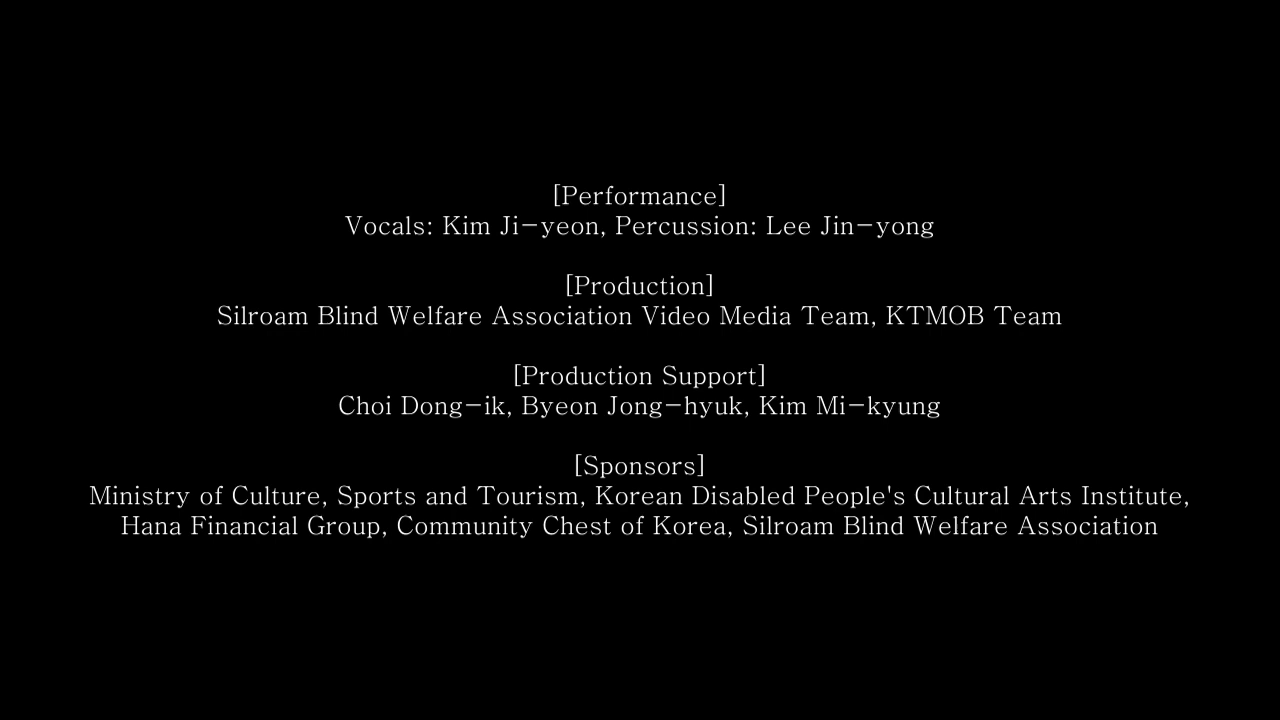 [Performance]
Vocals: Kim Ji-yeon, Percussion: Lee Jin-yong
[Production]
Silroam Blind Welfare Association Video Media Team, KTMOB Team
[Production Support]
Choi Dong-ik, Byeon Jong-hyuk, Kim Mi-kyung
[Sponsors]
Ministry of Culture, Sports and Tourism, Korean Disabled People's Cultural Arts Institute,
Hana Financial Group, Community Chest of Korea, Silroam Blind Welfare Association